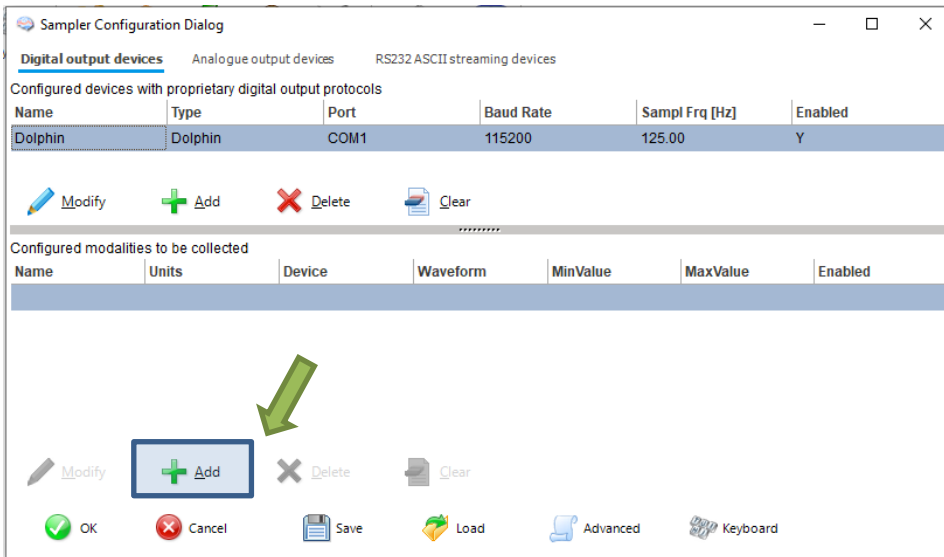 Sampler Configuration Dialog
Digital output devices Analogue output devices RS232 ASCII streaming devices
Configured devices with proprietary digital output protocols
Name Type Port Baud Rate Sampl Frq [Hz] Enabled
Dolphin Dolphin COM1 115200 125.00 Y
Modify Add Delete Clear
Configured modalities to be collected
Name Units Device Waveform MinValue MaxValue Enabled
Modify Add Delete Clear
OK Cancel Save Load Advanced Keyboard